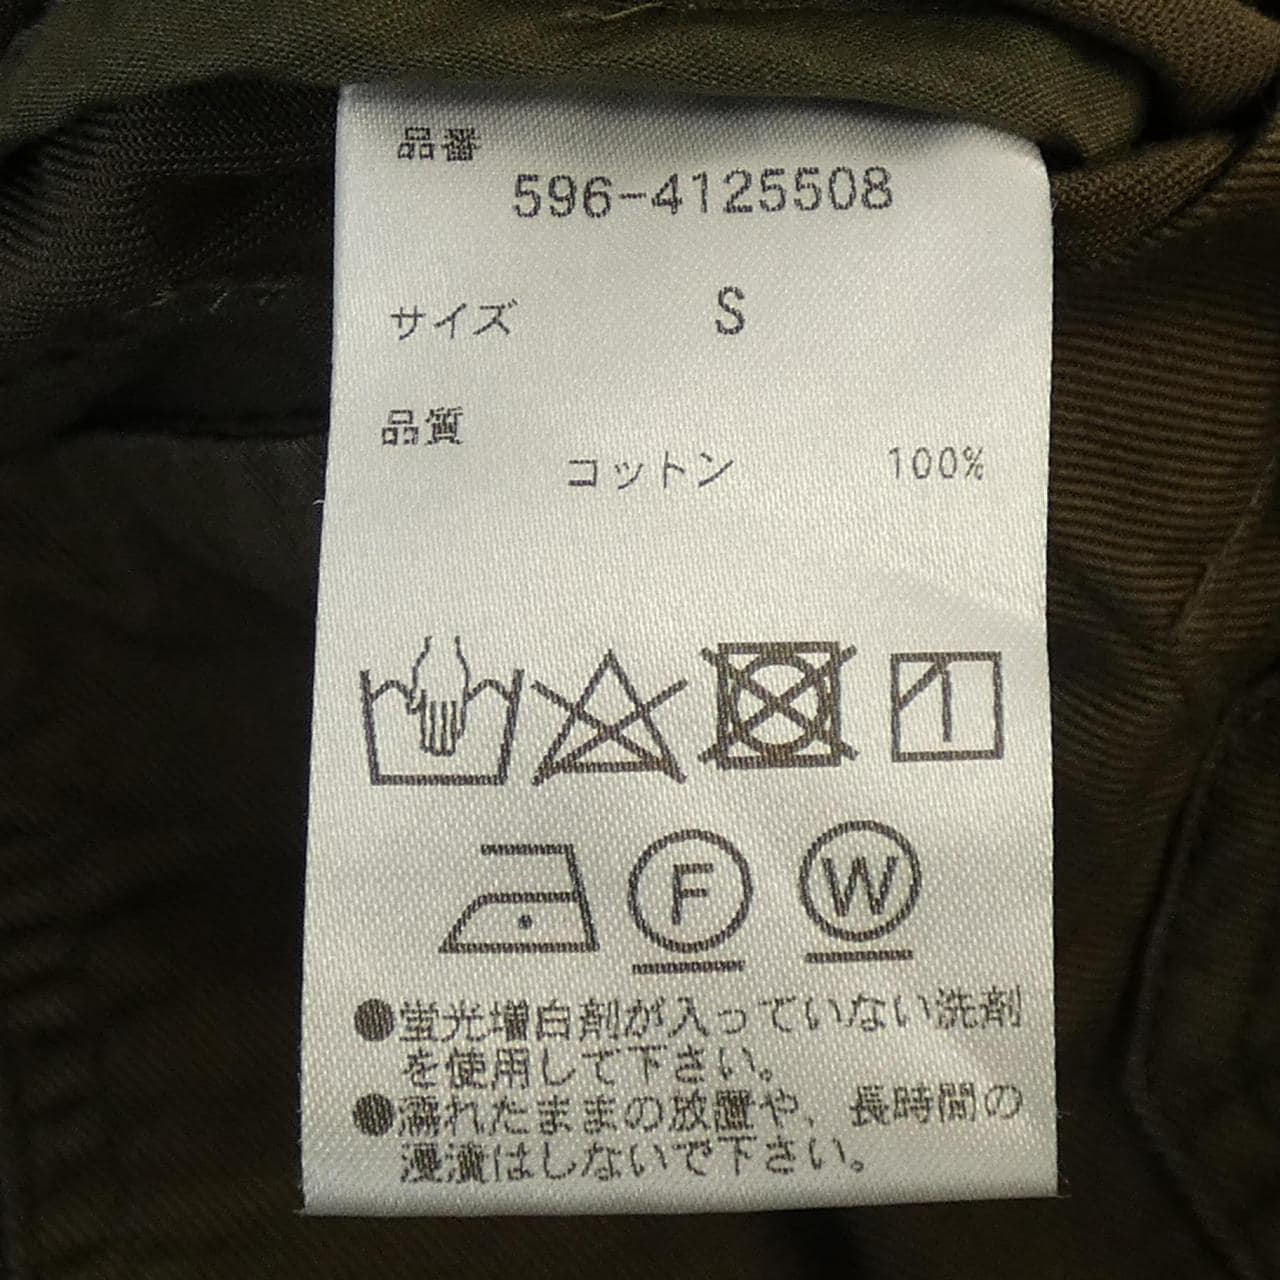 品番
596-4125508
サイズ S
品質
コットン 100%
F W
●蛍光増白剤が入っていない洗剤
を使用して下さい。
●濡れたままの放置や、長時間の
浸漬はしないで下さい。